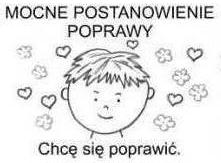 MOCNE POSTANOWIENIE
POPRAWY
Chcę się poprawić.